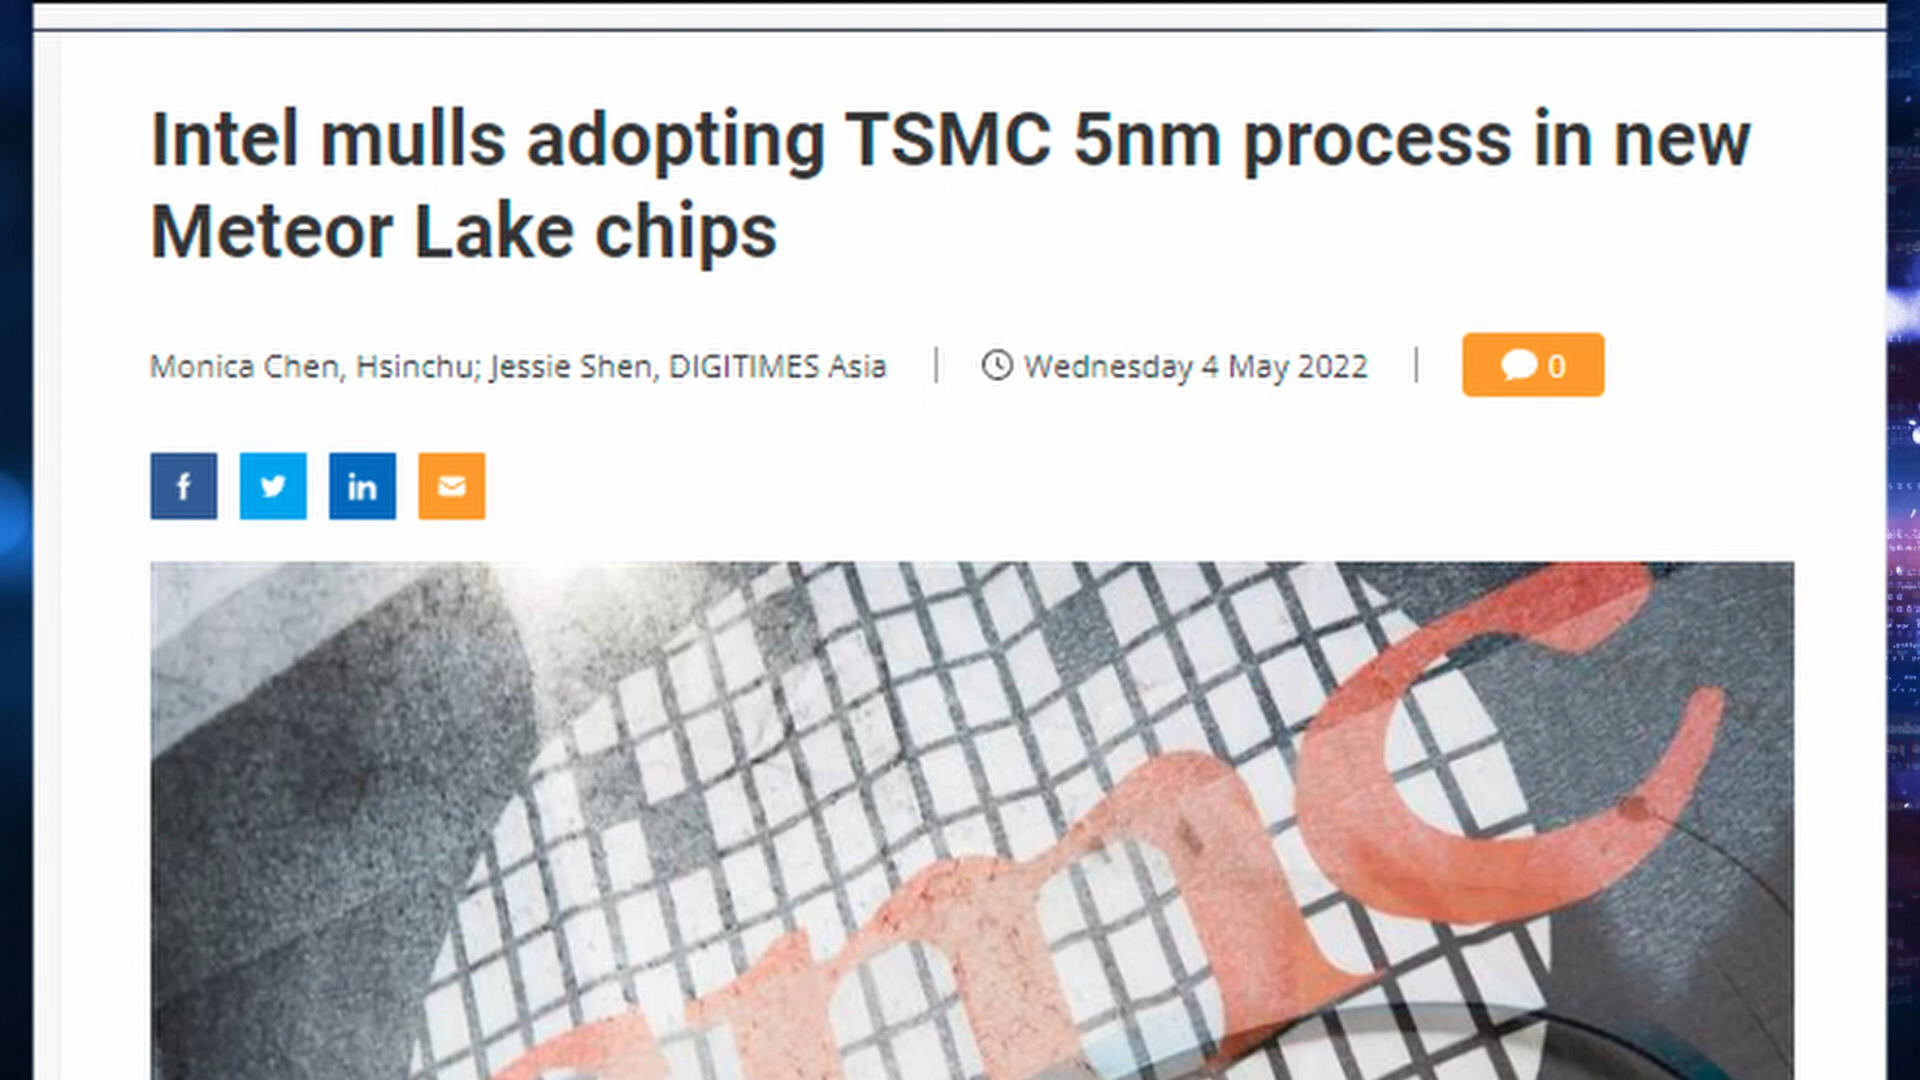 Intel mulls adopting TSMC 5nm process in new
Meteor Lake chips
Monica Chen, Hsinchu; Jessie Shen, DIGITIMES Asia | Wednesday 4 May 2022 | 0
f in
smc